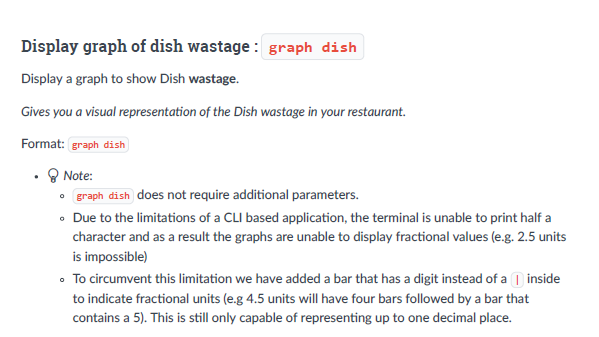 Display graph of dish wastage : graph dish
Display a graph to show Dish wastage.
Gives you a visual representation of the Dish wastage in your restaurant.
Format: graph dish
Note:
graph dish does not require additional parameters.
Due to the limitations of a CLI based application, the terminal is unable to print half a
character and as a result the graphs are unable to display fractional values (e.g. 2.5 units
is impossible)
To circumvent this limitation we have added a bar that has a digit instead of a | inside
to indicate fractional units (e.g 4.5 units will have four bars followed by a bar that
contains a 5). This is still only capable of representing up to one decimal place.